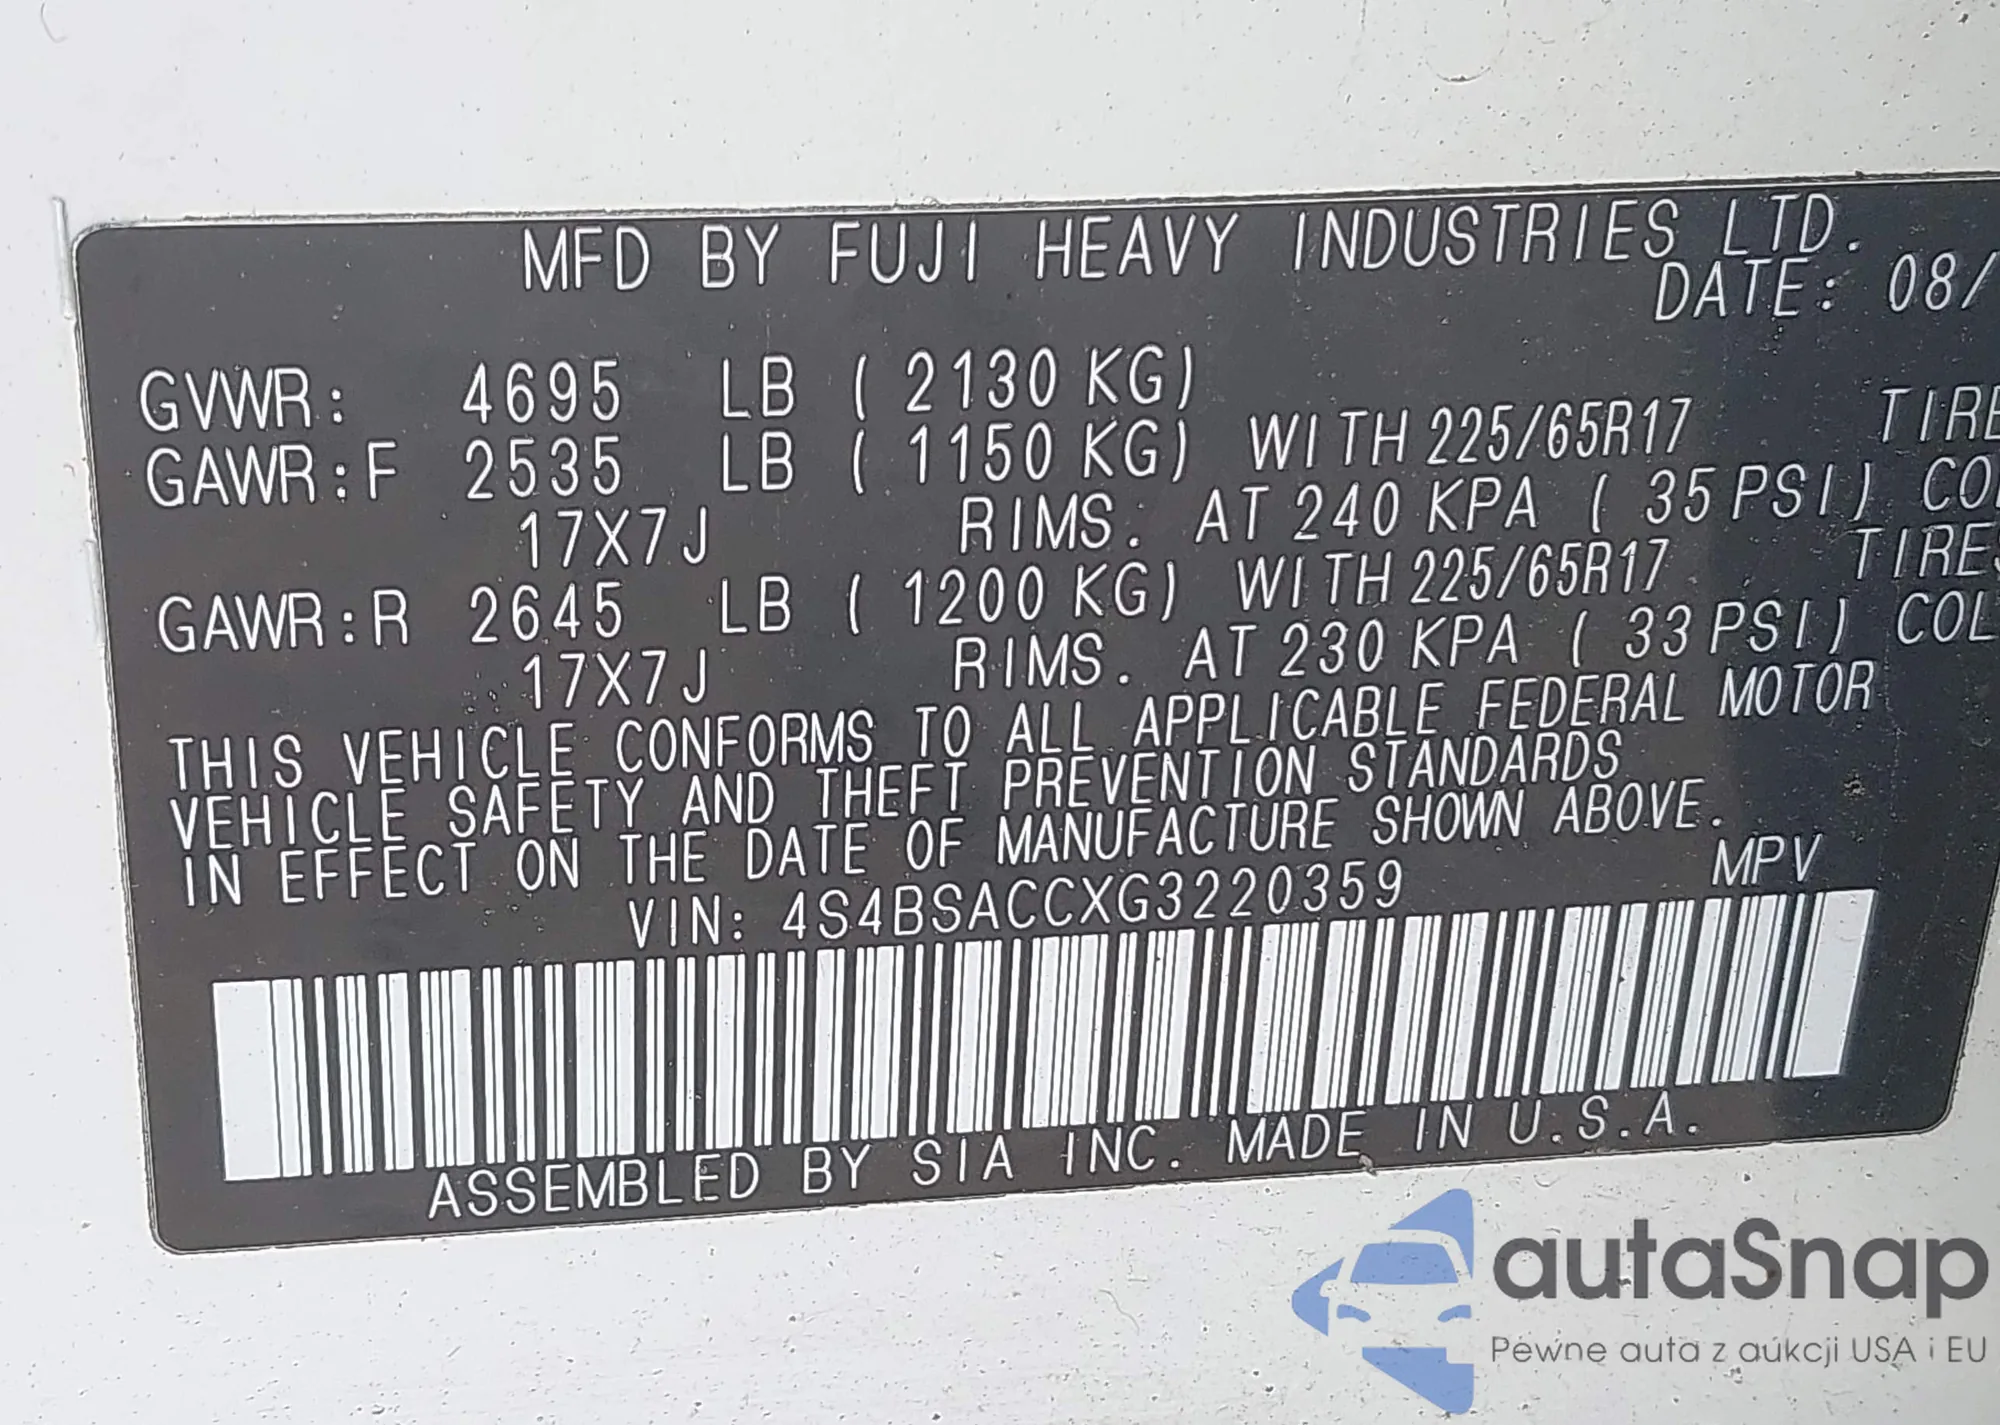 MFD BY FUJI HEAVY INDUSTRIES LTD.
DATE: 08/
GVWR: 4695 LB ( 2130 KG)
GAWR:F 2535 LB ( 1150 KG) WITH 225/65R17 TIRE
17X7J RIMS. AT 240 KPA ( 35 PSI) CO
GAWR:R 2645 LB ( 1200 KG) WITH 225/65R17 TIRES
17X7J RIMS. AT 230 KPA ( 33 PSI) COL
THIS VEHICLE CONFORMS TO ALL APPLICABLE FEDERAL MOTOR
VEHICLE SAFETY AND THEFT PREVENTION STANDARDS
IN EFFECT ON THE DATE OF MANUFACTURE SHOWN ABOVE.
VIN: 4S4BSACCXG3220359 MPV
ASSEMBLED BY SIA INC. MADE IN U.S.A.
autaSnap
Pewne auta z aukcji USA i EU